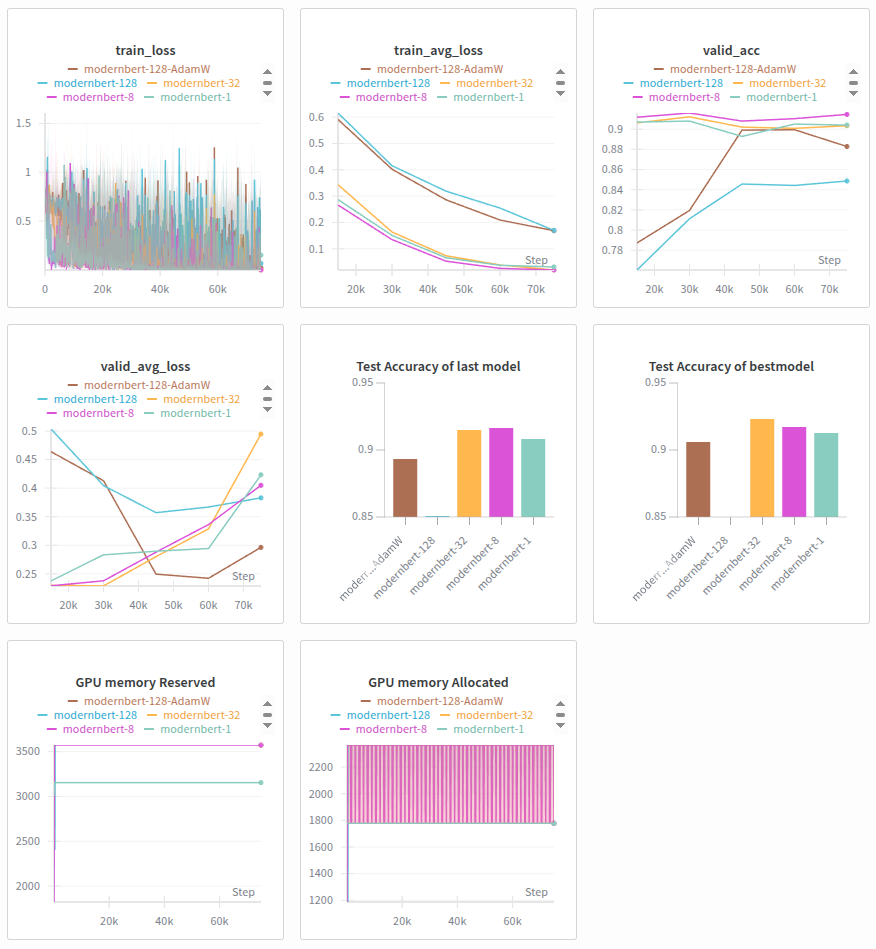 train_loss
modernbert-128-AdamW
modernbert-128 modernbert-32
modernbert-8 modernbert-1
1.5
1
0.5
0 20k 40k 60k
train_avg_loss
modernbert-128-AdamW
modernbert-128 modernbert-32
modernbert-8 modernbert-1
0.6
0.5
0.4
0.3
0.2
0.1
Step
20k 30k 40k 50k 60k 70k
valid_acc
modernbert-128-AdamW
modernbert-128 modernbert-32
modernbert-8 modernbert-1
0.9
0.88
0.86
0.84
0.82
0.8
0.78
Step
20k 30k 40k 50k 60k 70k
valid_avg_loss
modernbert-128-AdamW
modernbert-128 modernbert-32
modernbert-8 modernbert-1
0.5
0.45
0.4
0.35
0.3
0.25
Step
20k 30k 40k 50k 60k 70k
Test Accuracy of last model
0.95
0.9
0.85
moderr...AdamW
modernbert-128
modernbert-32
modernbert-8
modernbert-1
Test Accuracy of bestmodel
0.95
0.9
0.85
moderr...AdamW
modernbert-128
modernbert-32
modernbert-8
modernbert-1
GPU memory Reserved
modernbert-128-AdamW
modernbert-128 modernbert-32
modernbert-8 modernbert-1
3500
3000
2500
2000
Step
20k 40k 60k
GPU memory Allocated
modernbert-128-AdamW
modernbert-128 modernbert-32
modernbert-8 modernbert-1
2200
2000
1800
1600
1400
1200
Step
20k 40k 60k